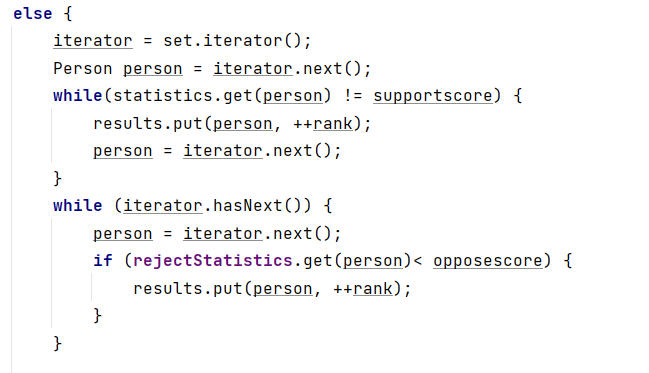 else {
    iterator = set.iterator();
    Person person = iterator.next();
    while(statistics.get(person) != supportscore) {
        results.put(person, ++rank);
        person = iterator.next();
    }
    while (iterator.hasNext()) {
        person = iterator.next();
        if (rejectStatistics.get(person)< opposescore) {
            results.put(person, ++rank);
        }
    }